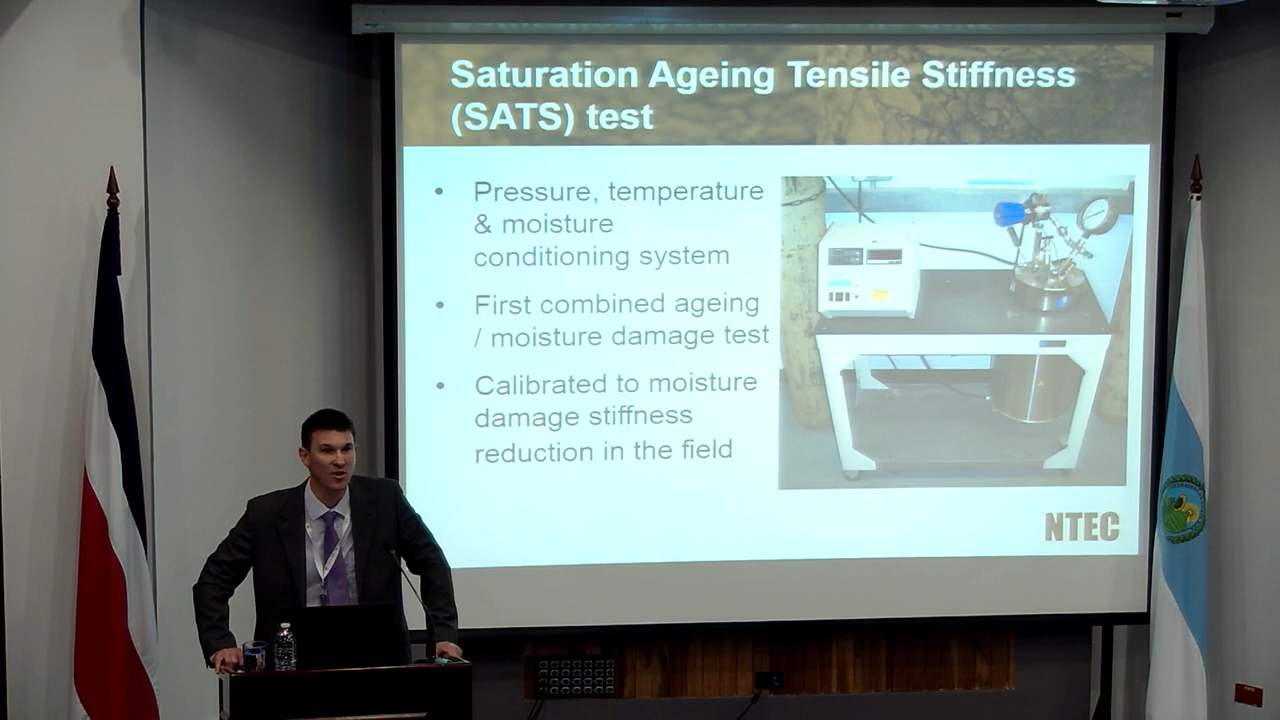 Saturation Ageing Tensile Stiffness
(SATS) test
• Pressure, temperature
& moisture
conditioning system
• First combined ageing
/ moisture damage test
• Calibrated to moisture
damage stiffness
reduction in the field
NTEC